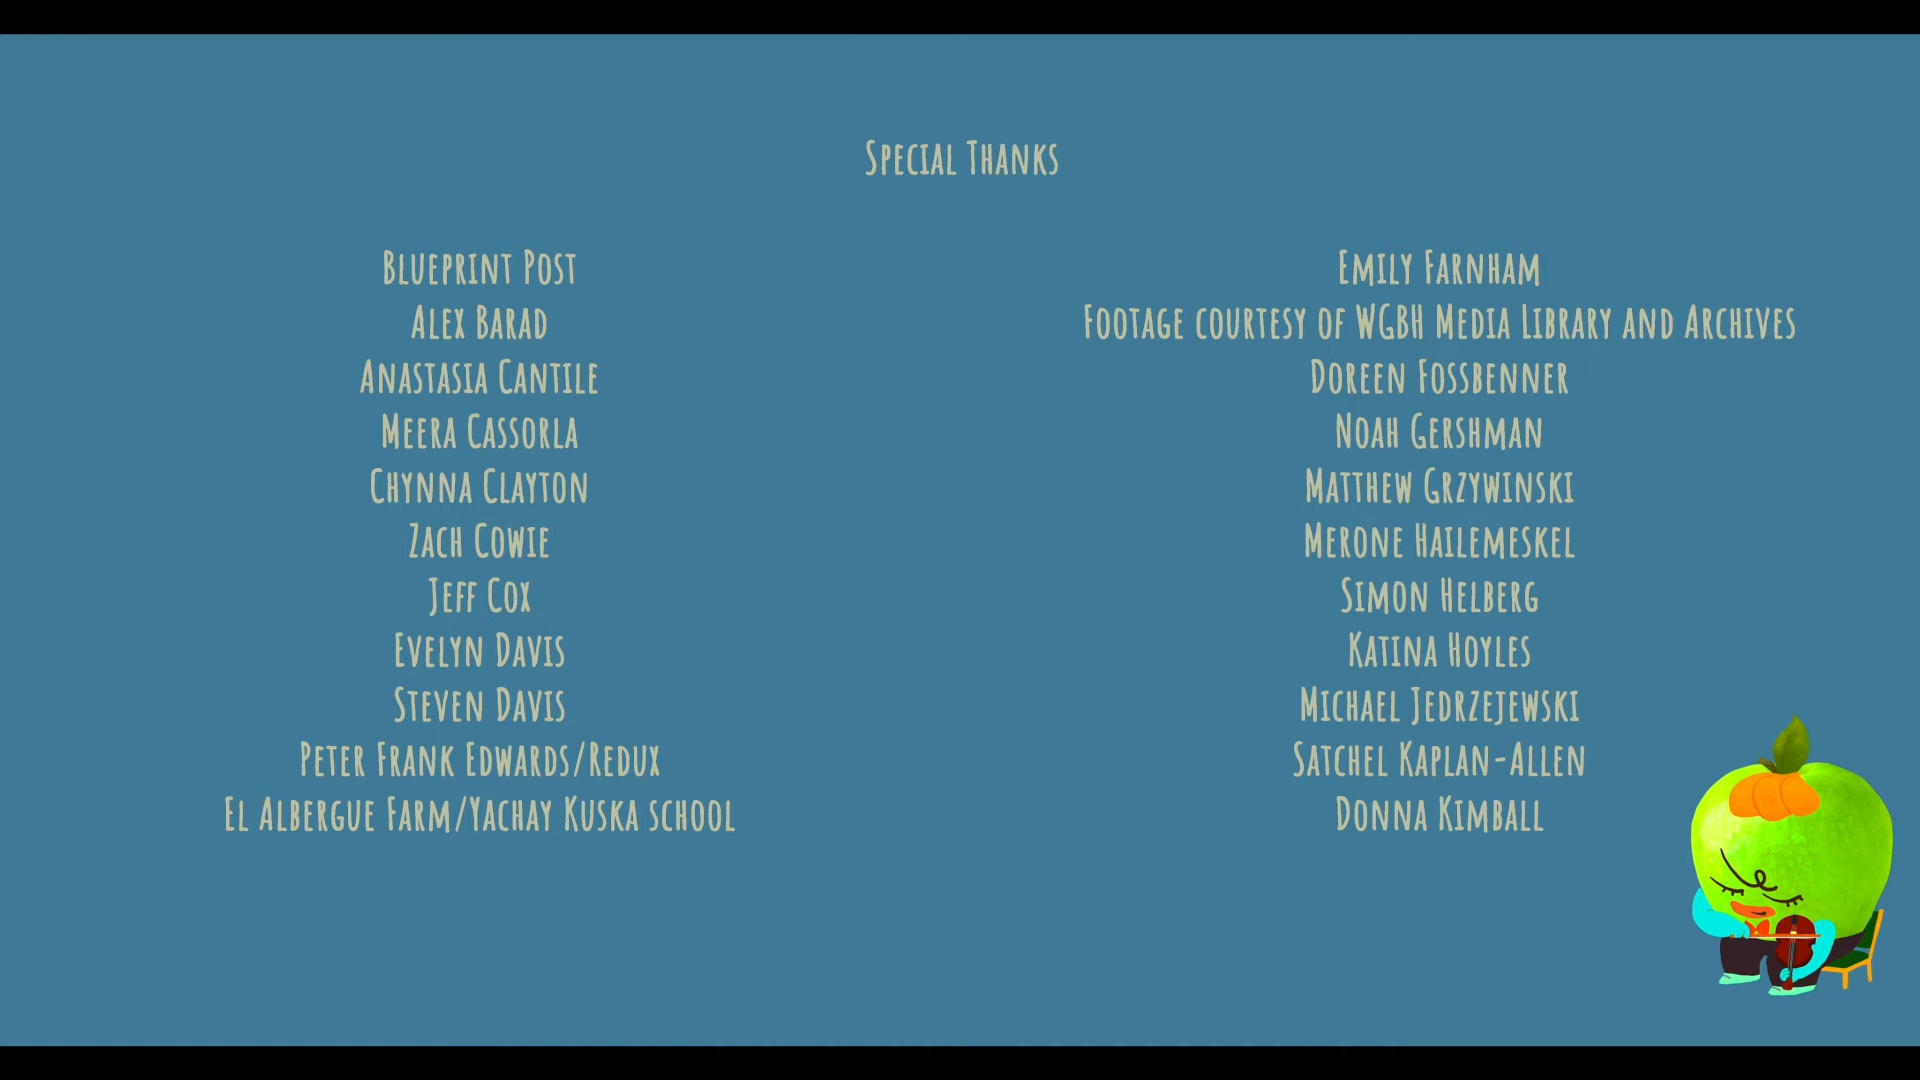 Special Thanks
Blueprint Post
Alex Barad
Anastasia Cantile
Meera Cassorla
Chynna Clayton
Zach Cowie
Jeff Cox
Evelyn Davis
Steven Davis
Peter Frank Edwards/Redux
El Albergue Farm/Yachay Kuska school
Emily Farnham
Footage courtesy of WGBH Media Library and Archives
Doreen Fossbenner
Noah Gershman
Matthew Grzywinski
Merone Hailemeskel
Simon Helberg
Katina Hoyles
Michael Jedrzejewski
Satchel Kaplan-Allen
Donna Kimball